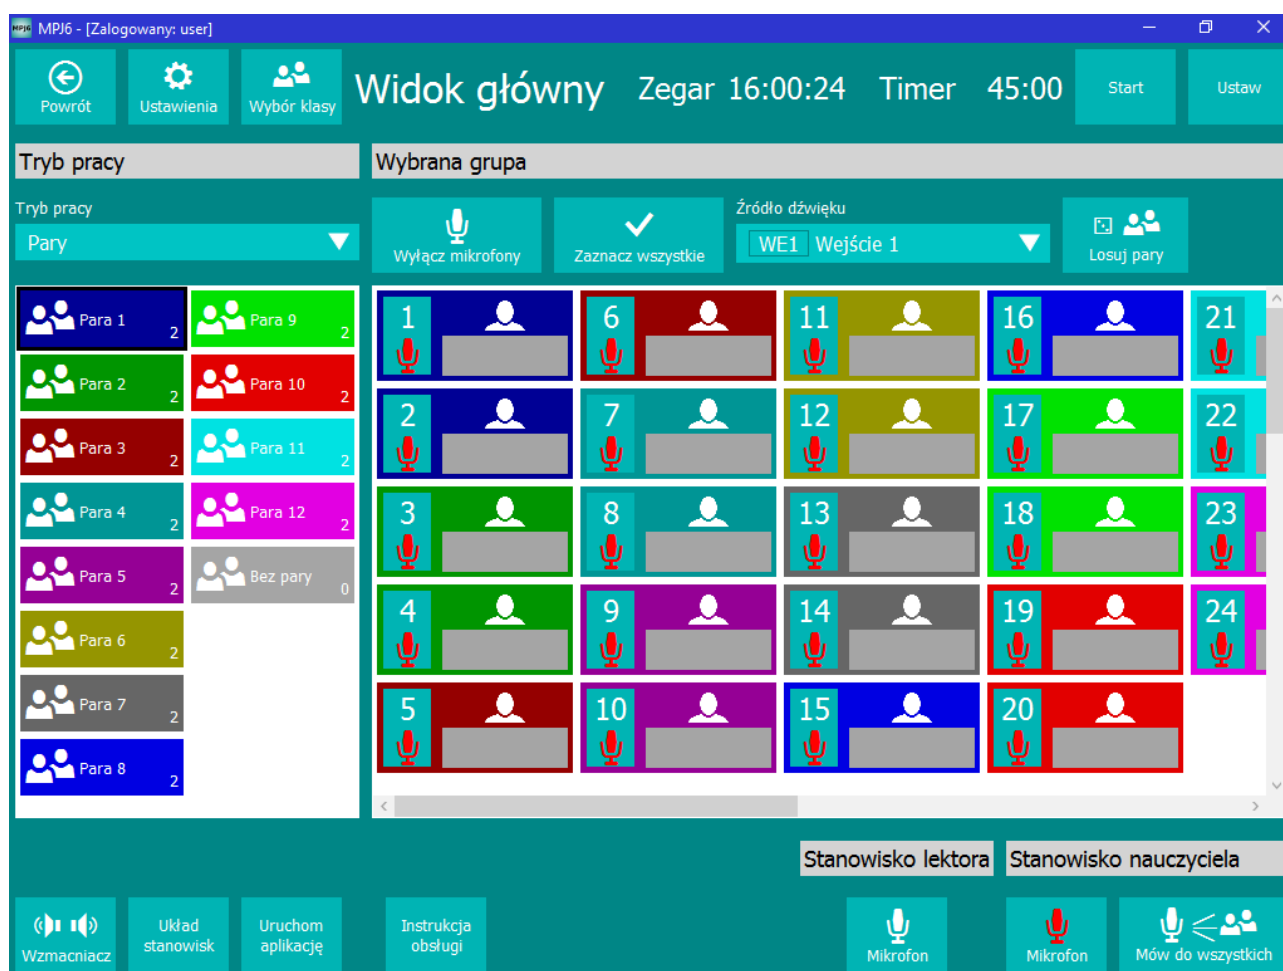 MPJ6 - [Zalogowany: user]
Powrót
Ustawienia
Wybór klasy
Widok główny
Zegar 16:00:24
Timer 45:00
Start
Ustaw
Tryb pracy
Wybrana grupa
Tryb pracy
Pary
Wyłącz mikrofony
Zaznacz wszystkie
Źródło dźwięku
WE1 Wejście 1
Losuj pary
Para 1 2
Para 9 2
Para 2 2
Para 10 2
Para 3 2
Para 11 2
Para 4 2
Para 12 2
Para 5 2
Bez pary 0
Para 6 2
Para 7 2
Para 8 2
1 6 11 16 21
2 7 12 17 22
3 8 13 18 23
4 9 14 19 24
5 10 15 20
Stanowisko lektora
Stanowisko nauczyciela
Wzmacniacz
Układ
stanowisk
Uruchom
aplikację
Instrukcja
obsługi
Mikrofon
Mikrofon
Mów do wszystkich